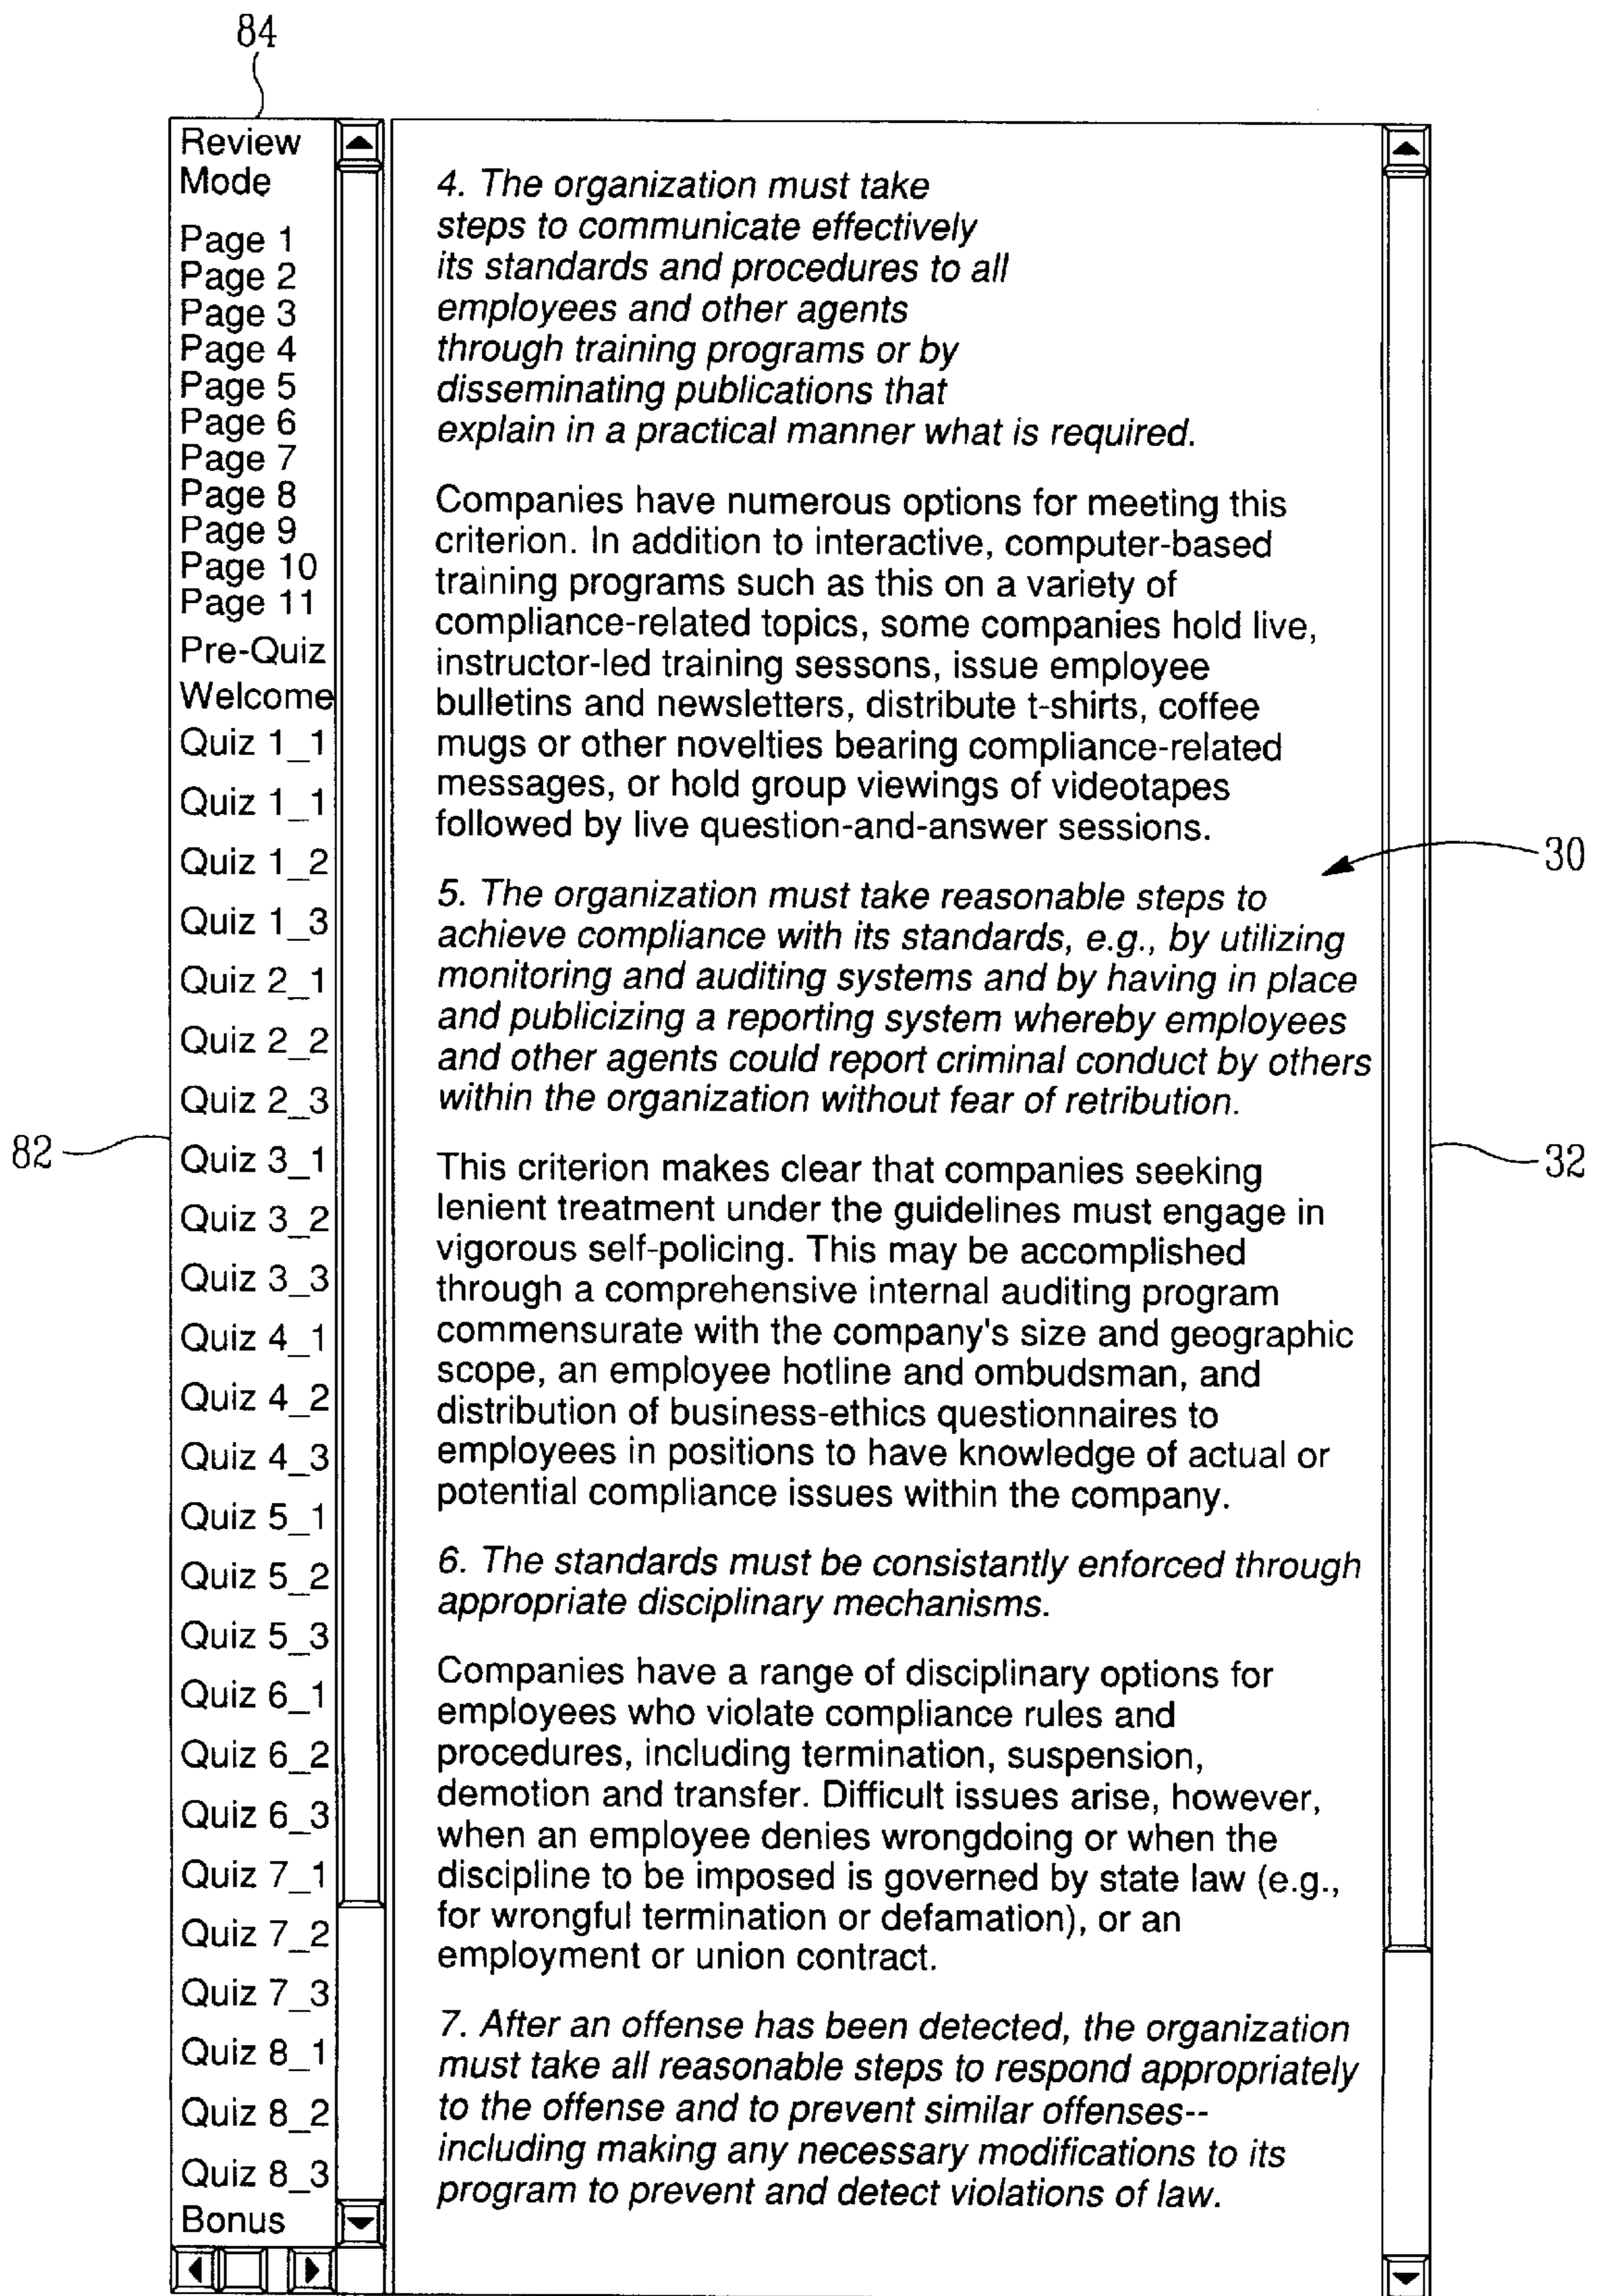 84
Review
Mode
Page 1
Page 2
Page 3
Page 4
Page 5
Page 6
Page 7
Page 8
Page 9
Page 10
Page 11
Pre-Quiz
Welcome
Quiz 1_1
Quiz 1_1
Quiz 1_2
Quiz 1_3
Quiz 2_1
Quiz 2_2
Quiz 2_3
Quiz 3_1
Quiz 3_2
Quiz 3_3
Quiz 4_1
Quiz 4_2
Quiz 4_3
Quiz 5_1
Quiz 5_2
Quiz 5_3
Quiz 6_1
Quiz 6_2
Quiz 6_3
Quiz 7_1
Quiz 7_2
Quiz 7_3
Quiz 8_1
Quiz 8_2
Quiz 8_3
Bonus
82
4. The organization must take
steps to communicate effectively
its standards and procedures to all
employees and other agents
through training programs or by
disseminating publications that
explain in a practical manner what is required.
Companies have numerous options for meeting this
criterion. In addition to interactive, computer-based
training programs such as this on a variety of
compliance-related topics, some companies hold live,
instructor-led training sessons, issue employee
bulletins and newsletters, distribute t-shirts, coffee
mugs or other novelties bearing compliance-related
messages, or hold group viewings of videotapes
followed by live question-and-answer sessions.
5. The organization must take reasonable steps to
achieve compliance with its standards, e.g., by utilizing
monitoring and auditing systems and by having in place
and publicizing a reporting system whereby employees
and other agents could report criminal conduct by others
within the organization without fear of retribution.
This criterion makes clear that companies seeking
lenient treatment under the guidelines must engage in
vigorous self-policing. This may be accomplished
through a comprehensive internal auditing program
commensurate with the company's size and geographic
scope, an employee hotline and ombudsman, and
distribution of business-ethics questionnaires to
employees in positions to have knowledge of actual or
potential compliance issues within the company.
6. The standards must be consistantly enforced through
appropriate disciplinary mechanisms.
Companies have a range of disciplinary options for
employees who violate compliance rules and
procedures, including termination, suspension,
demotion and transfer. Difficult issues arise, however,
when an employee denies wrongdoing or when the
discipline to be imposed is governed by state law (e.g.,
for wrongful termination or defamation), or an
employment or union contract.
7. After an offense has been detected, the organization
must take all reasonable steps to respond appropriately
to the offense and to prevent similar offenses--
including making any necessary modifications to its
program to prevent and detect violations of law.
30
32